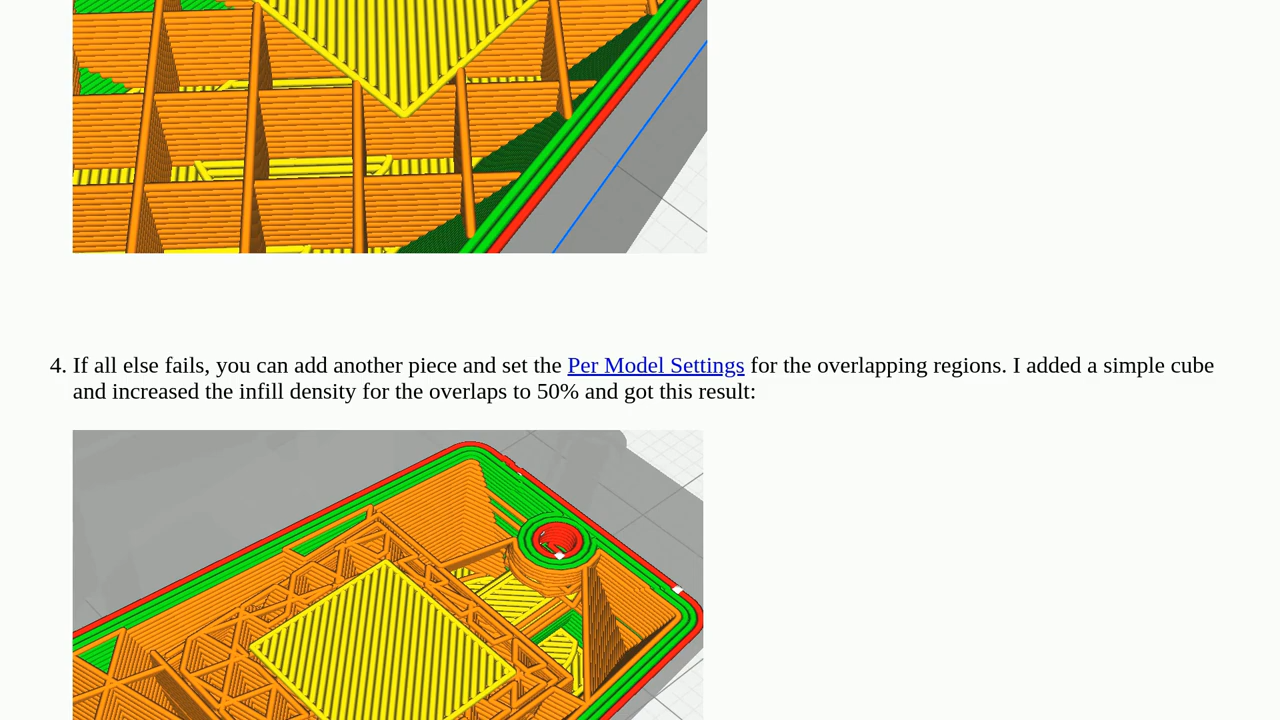 4. If all else fails, you can add another piece and set the Per Model Settings for the overlapping regions. I added a simple cube
and increased the infill density for the overlaps to 50% and got this result: